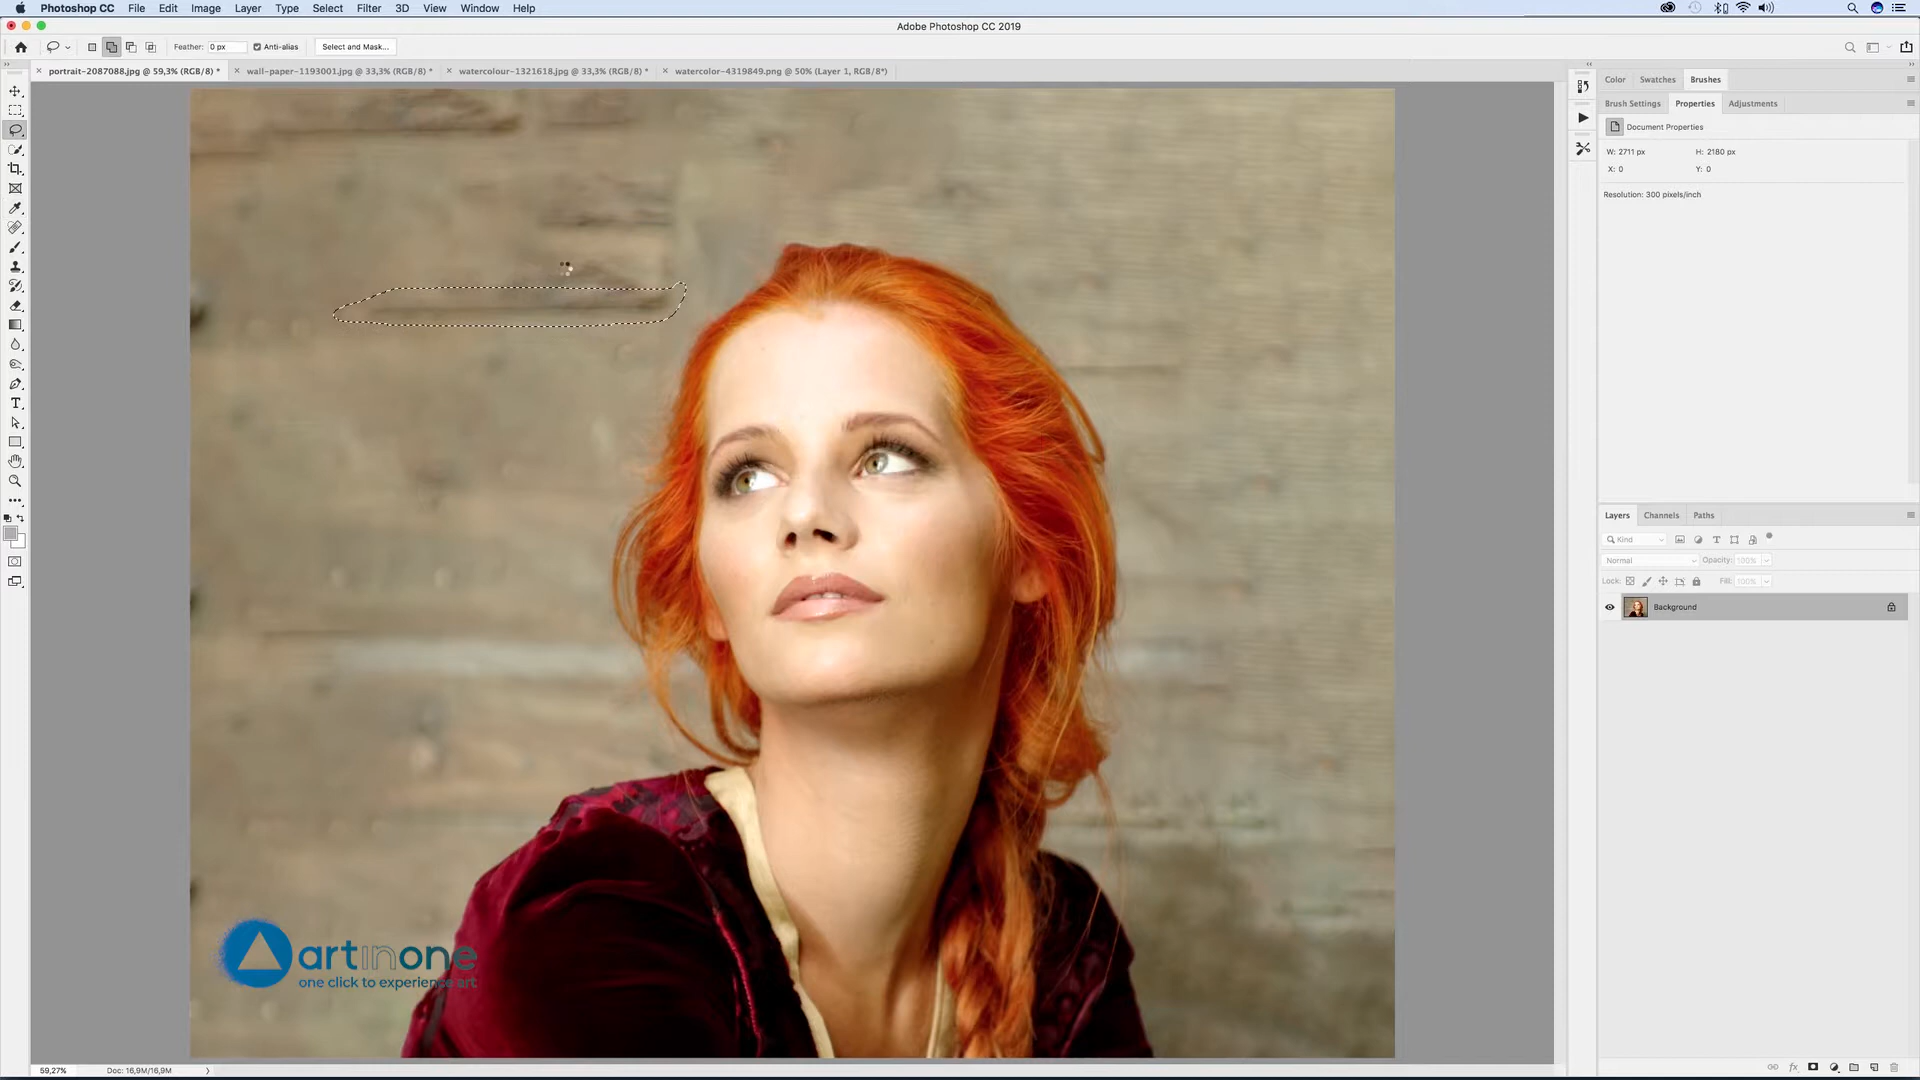 Photoshop CC File Edit Image Layer Type Select Filter 3D View Window Help
Adobe Photoshop CC 2019
Feather: 0 px Anti-alias Select and Mask...
portrait-2087088.jpg @ 59,3% (RGB/8) * wall-paper-1193001.jpg @ 33,3% (RGB/8) * watercolour-1321618.jpg @ 33,3% (RGB/8) * watercolor-4319849.png @ 50% (Layer 1, RGB/8*)
Color Swatches Brushes
Brush Settings Properties Adjustments
Document Properties
W: 2711 px H: 2180 px
X: 0 Y: 0
Resolution: 300 pixels/inch
Layers Channels Paths
Kind
Normal Opacity: 100%
Lock: Fill: 100%
Background
artinone
one click to experience art
59,27% Doc: 16,9M/16,9M